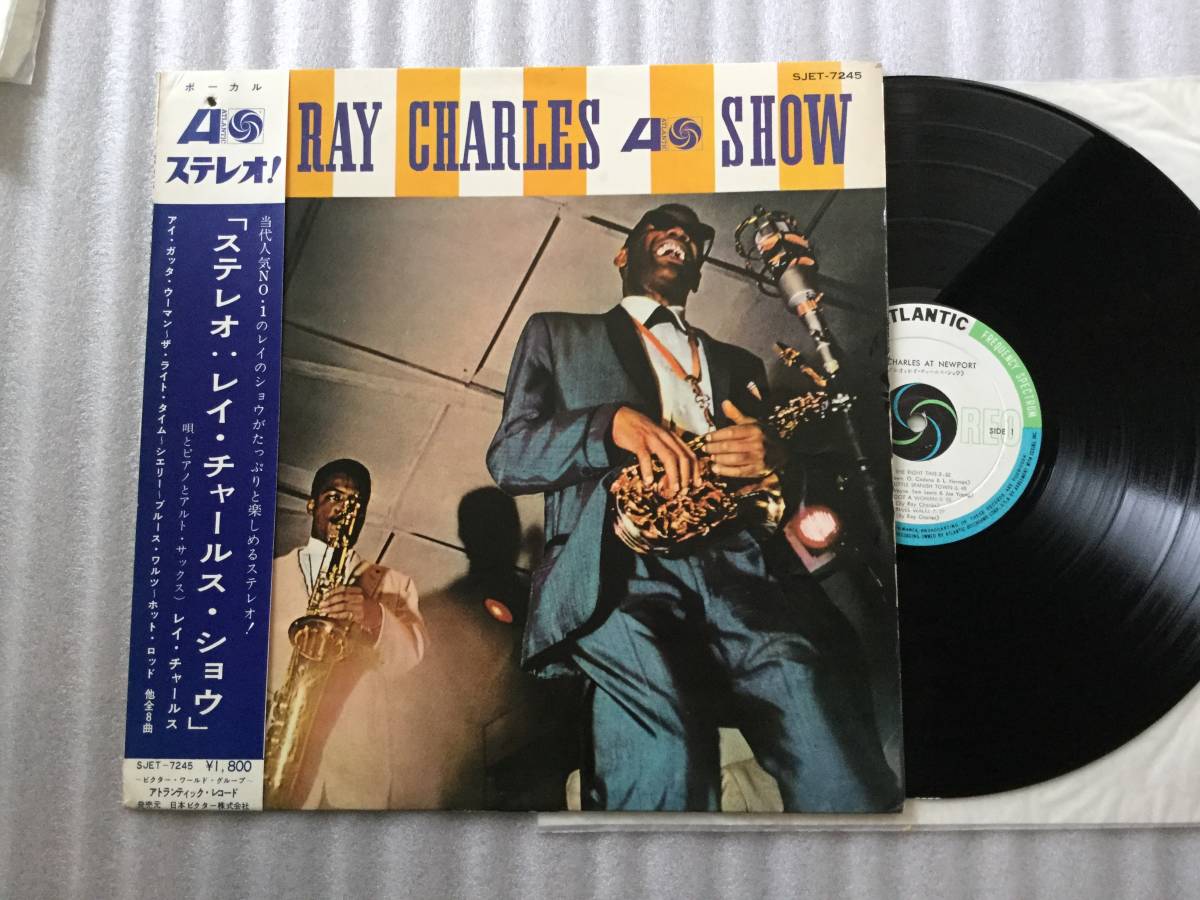 ボーカル
ATLANTIC
ステレオ!
当代人気NO・1のレイのショウがたっぷりと楽しめるステレオ!
「ステレオ:レイ・チャールス・ショウ」
唄とピアノとアルト・サックス)レイ・チャールス
アイ・ガッタ・ウーマン~ザ・ライト・タイム~シエリー~ブルース・ワルツ~ホット・ロッド 他全8曲
SJET-7245 ¥1,800
―ビクター・ワールド・グループ―
アトランティック・レコード
発売元 日本ビクター株式会社
SJET-7245
RAY CHARLES ATLANTIC SHOW
TLANTIC
FREQUENCY SPECTRUM
CHARLES AT NEWPORT
REO
SIDE 1